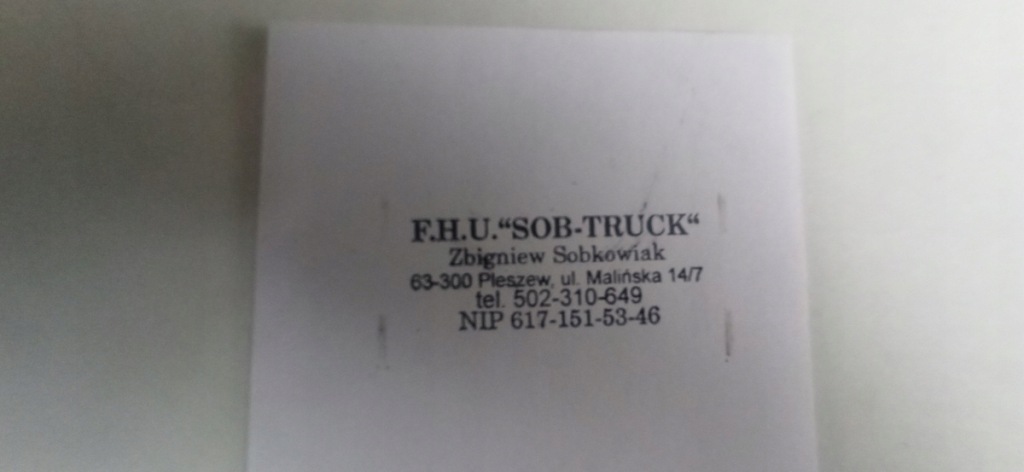 F.H.U.“SOB-TRUCK“
Zbigniew Sobkowiak
63-300 Pleszew, ul. Malińska 14/7
tel. 502-310-649
NIP 617-151-53-46